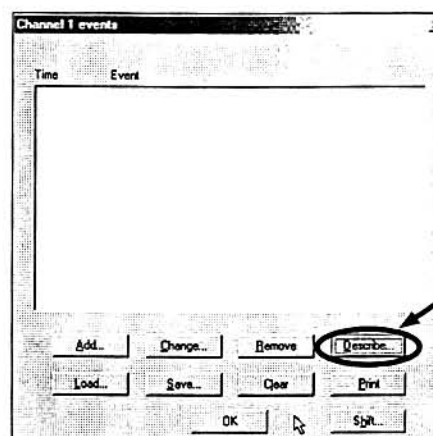 Channel 1 events
Time Event
Add... Change... Remove Describe...
Load... Save... Clear Print
OK Shift...